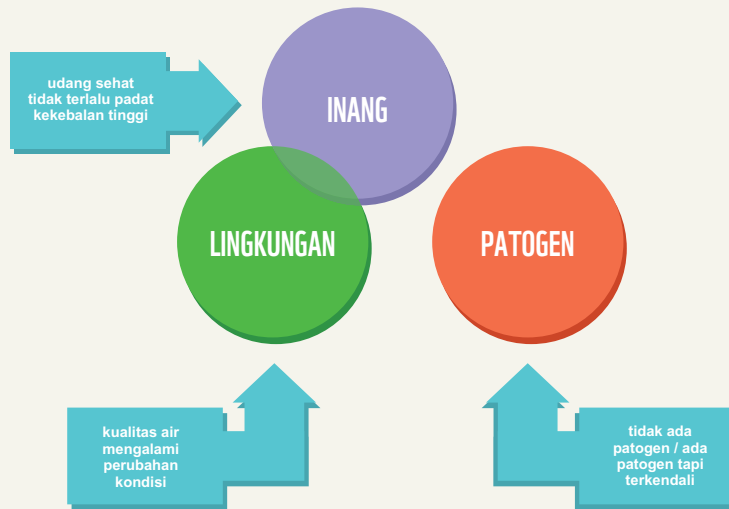 udang sehat
tidak terlalu padat
kekebalan tinggi
INANG
LINGKUNGAN
PATOGEN
kualitas air
mengalami
perubahan
kondisi
tidak ada
patogen / ada
patogen tapi
terkendali